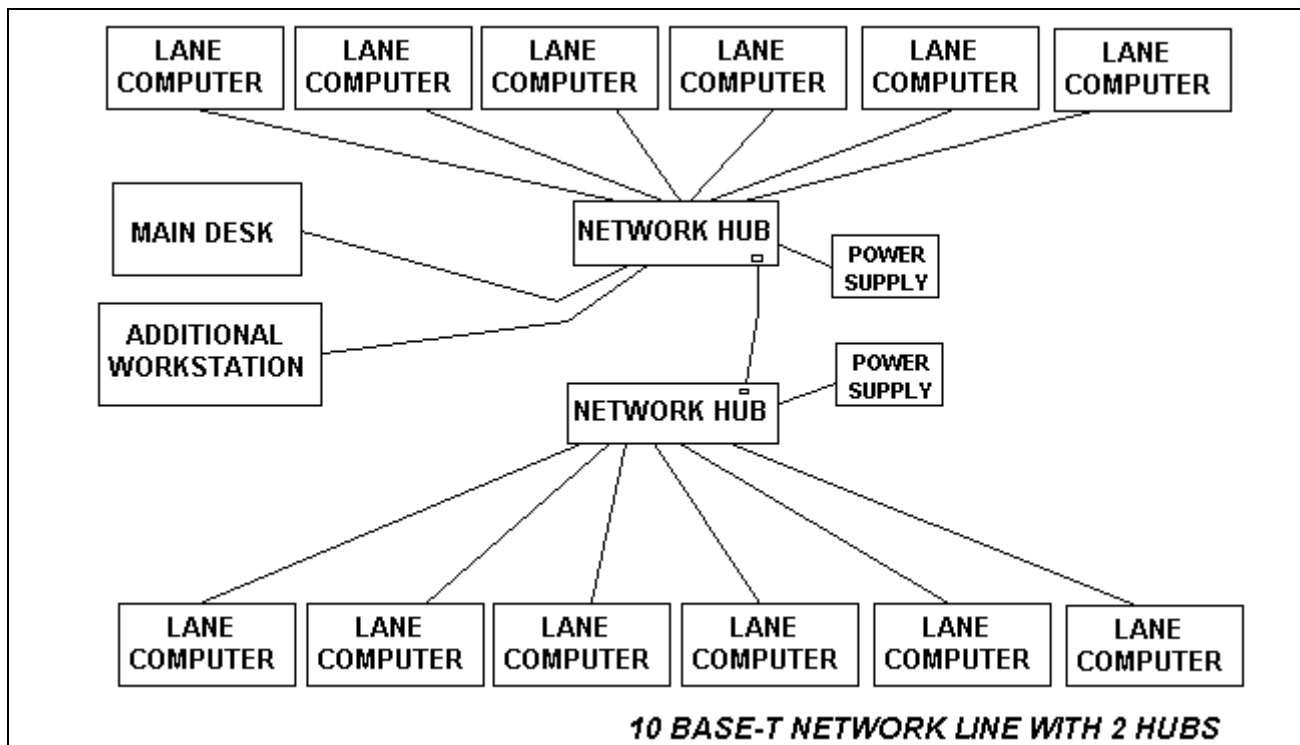 LANE
COMPUTER
LANE
COMPUTER
LANE
COMPUTER
LANE
COMPUTER
LANE
COMPUTER
LANE
COMPUTER
MAIN DESK
NETWORK HUB
POWER
SUPPLY
ADDITIONAL
WORKSTATION
POWER
SUPPLY
NETWORK HUB
LANE
COMPUTER
LANE
COMPUTER
LANE
COMPUTER
LANE
COMPUTER
LANE
COMPUTER
LANE
COMPUTER
10 BASE-T NETWORK LINE WITH 2 HUBS